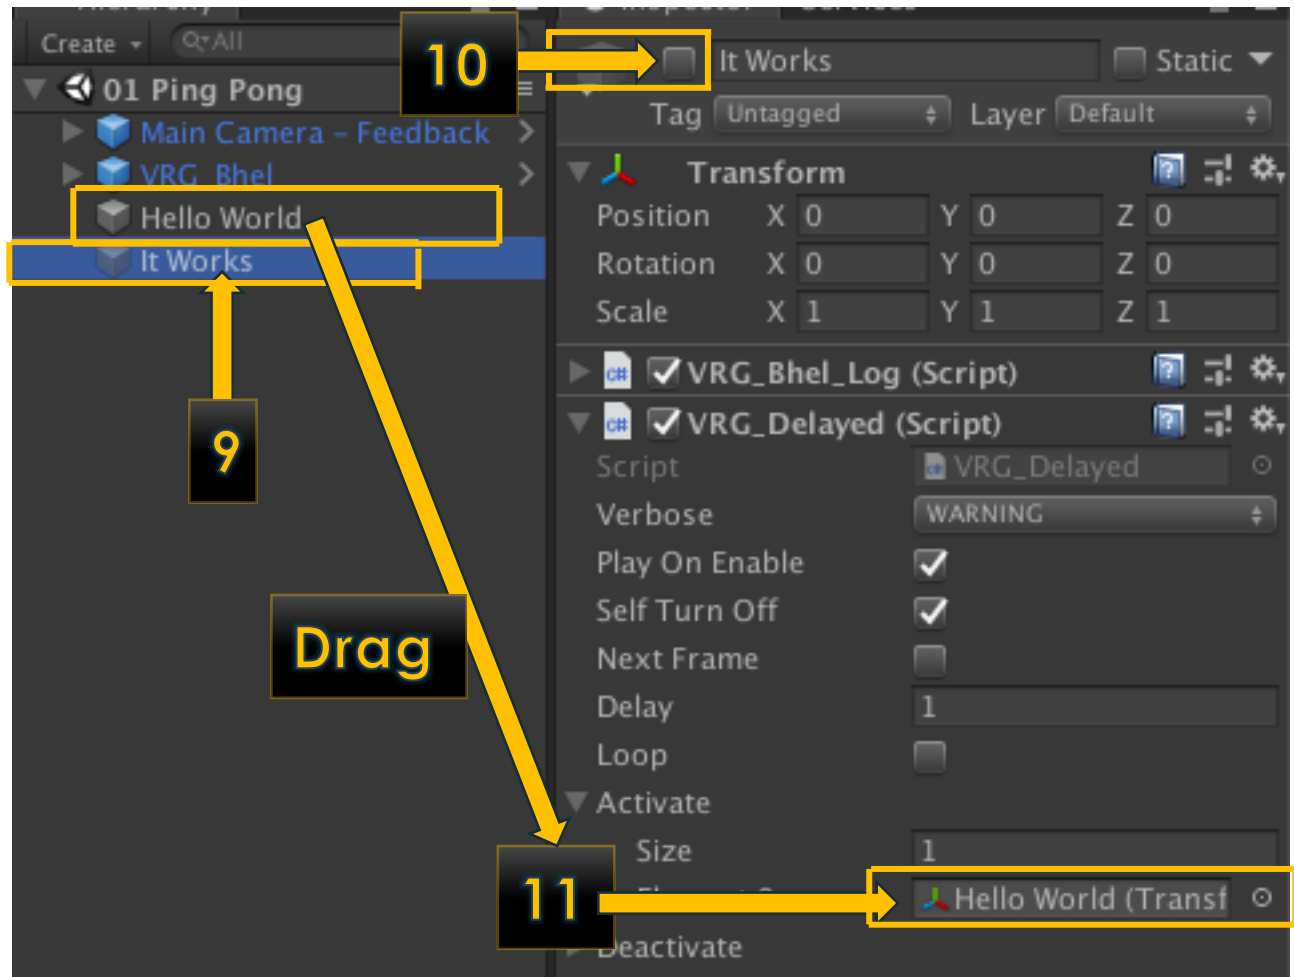 Hierarchy
Inspector
Services
Create
All
10
It Works
Static
01 Ping Pong
Tag Untagged
Layer Default
Main Camera – Feedback
VRG_Bhel
Hello World
It Works
9
Drag
Transform
Position X 0 Y 0 Z 0
Rotation X 0 Y 0 Z 0
Scale X 1 Y 1 Z 1
C# VRG_Bhel_Log (Script)
C# VRG_Delayed (Script)
Script VRG_Delayed
Verbose WARNING
Play On Enable
Self Turn Off
Next Frame
Delay 1
Loop
Activate
Size 1
11
Hello World (Transf
Deactivate